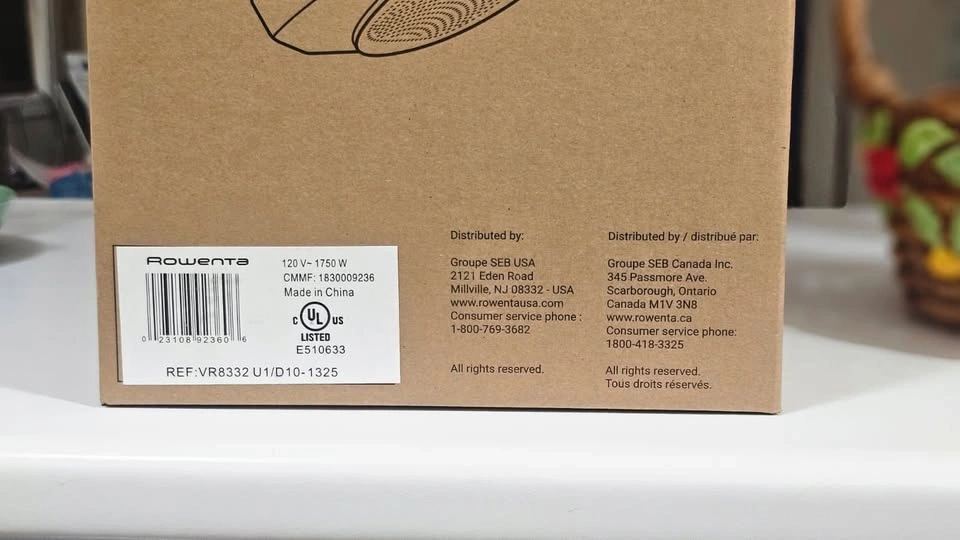 Rowenta
0 23108 92360 6
120 V~ 1750 W
CMMF: 1830009236
Made in China
C UL US
LISTED
E510633
REF:VR8332 U1/D10-1325
Distributed by:
Groupe SEB USA
2121 Eden Road
Millville, NJ 08332 - USA
www.rowentausa.com
Consumer service phone :
1-800-769-3682
All rights reserved.
Distributed by / distribué par:
Groupe SEB Canada Inc.
345 Passmore Ave.
Scarborough, Ontario
Canada M1V 3N8
www.rowenta.ca
Consumer service phone:
1800-418-3325
All rights reserved.
Tous droits réservés.